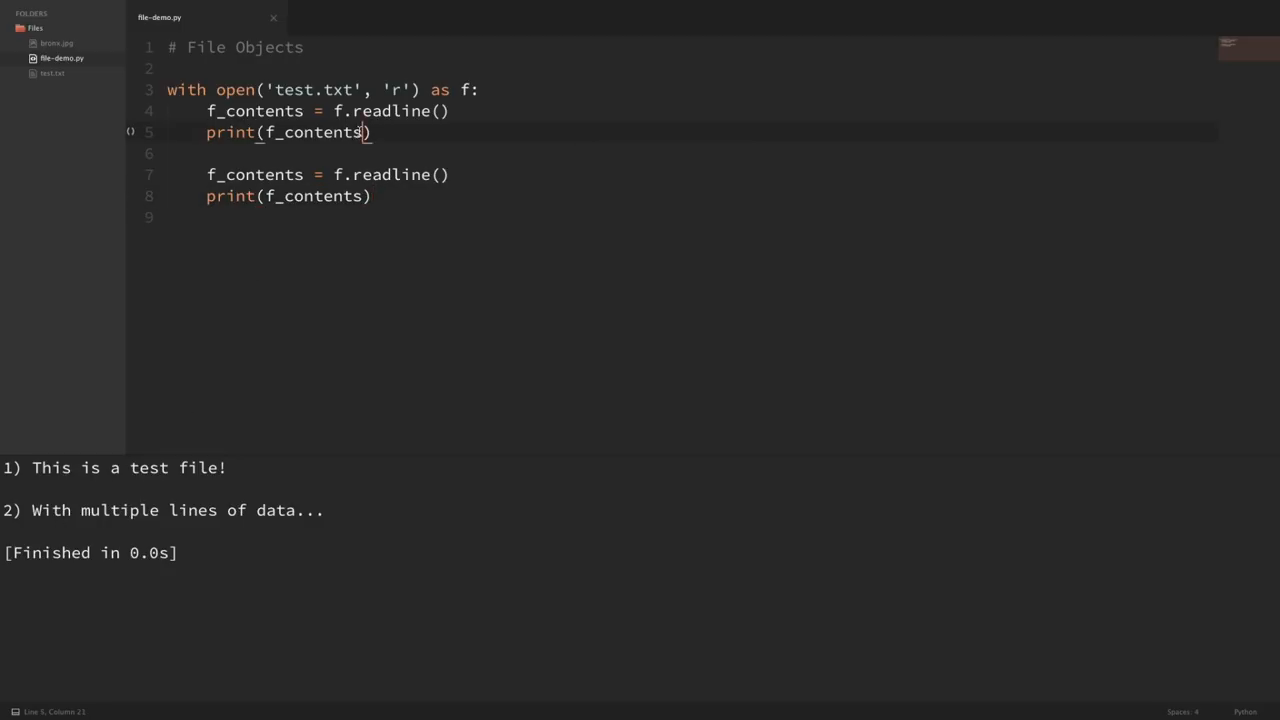 FOLDERS
Files
bronx.jpg
file-demo.py
test.txt
file-demo.py
1 # File Objects
2
3 with open('test.txt', 'r') as f:
4     f_contents = f.readline()
() 5     print(f_contents)
6
7     f_contents = f.readline()
8     print(f_contents)
9
1) This is a test file!
2) With multiple lines of data...
[Finished in 0.0s]
Line 5, Column 21
Spaces: 4
Python